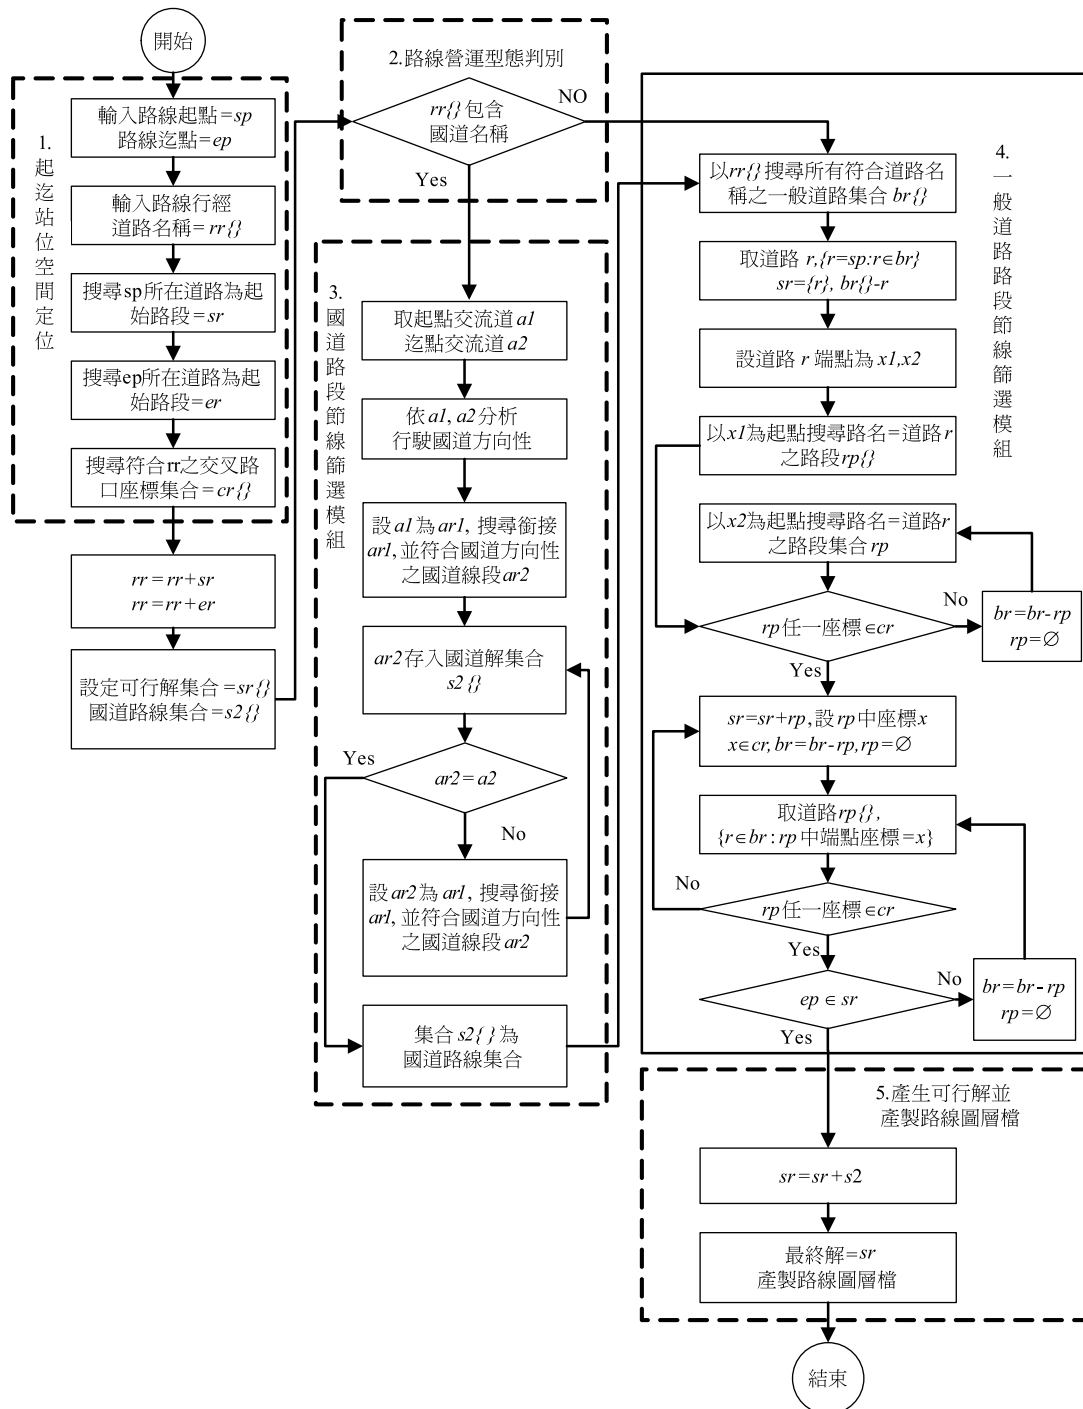 開始
1.
起
迄
站
位
空
間
定
位
輸入路線起點=sp
路線迄點=ep
輸入路線行經
道路名稱=rr{}
搜尋sp所在道路為起
始路段=sr
搜尋ep所在道路為起
始路段=er
搜尋符合rr之交叉路
口座標集合=cr{}
rr=rr+sr
rr=rr+er
設定可行解集合=sr{}
國道路線集合=s2{}
2.路線營運型態判別
rr{}包含
國道名稱
NO
Yes
3.
國
道
路
段
節
線
篩
選
模
組
取起點交流道a1
迄點交流道a2
依a1, a2分析
行駛國道方向性
設a1為ar1, 搜尋銜接
ar1, 並符合國道方向性
之國道線段ar2
ar2存入國道解集合
s2{}
Yes
ar2=a2
No
設ar2為ar1, 搜尋銜接
ar1, 並符合國道方向性
之國道線段ar2
集合s2{}為
國道路線集合
4.
一
般
道
路
路
段
節
線
篩
選
模
組
以rr{}搜尋所有符合道路名
稱之一般道路集合br{}
取道路 r,{r=sp:r∈br}
sr={r}, br{}-r
設道路 r 端點為x1,x2
以x1為起點搜尋路名=道路r
之路段rp{}
以x2為起點搜尋路名=道路r
之路段集合rp
rp任一座標∈cr
No
br=br-rp
rp=∅
Yes
sr=sr+rp,設rp中座標x
x∈cr,br=br-rp,rp=∅
取道路rp{},
{r∈br:rp中端點座標=x}
No
rp任一座標∈cr
Yes
ep∈sr
No
br=br-rp
rp=∅
Yes
5.產生可行解並
產製路線圖層檔
sr=sr+s2
最終解=sr
產製路線圖層檔
結束